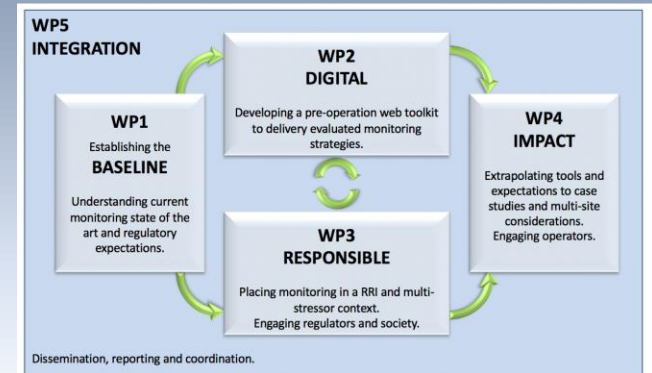 WP5
INTEGRATION
WP1
Establishing the
BASELINE
Understanding current
monitoring state of the
art and regulatory
expectations.
WP2
DIGITAL
Developing a pre-operation web toolkit
to delivery evaluated monitoring
strategies.
WP3
RESPONSIBLE
Placing monitoring in a RRI and multi-
stressor context.
Engaging regulators and society.
WP4
IMPACT
Extrapolating tools and
expectations to case
studies and multi-site
considerations.
Engaging operators.
Dissemination, reporting and coordination.